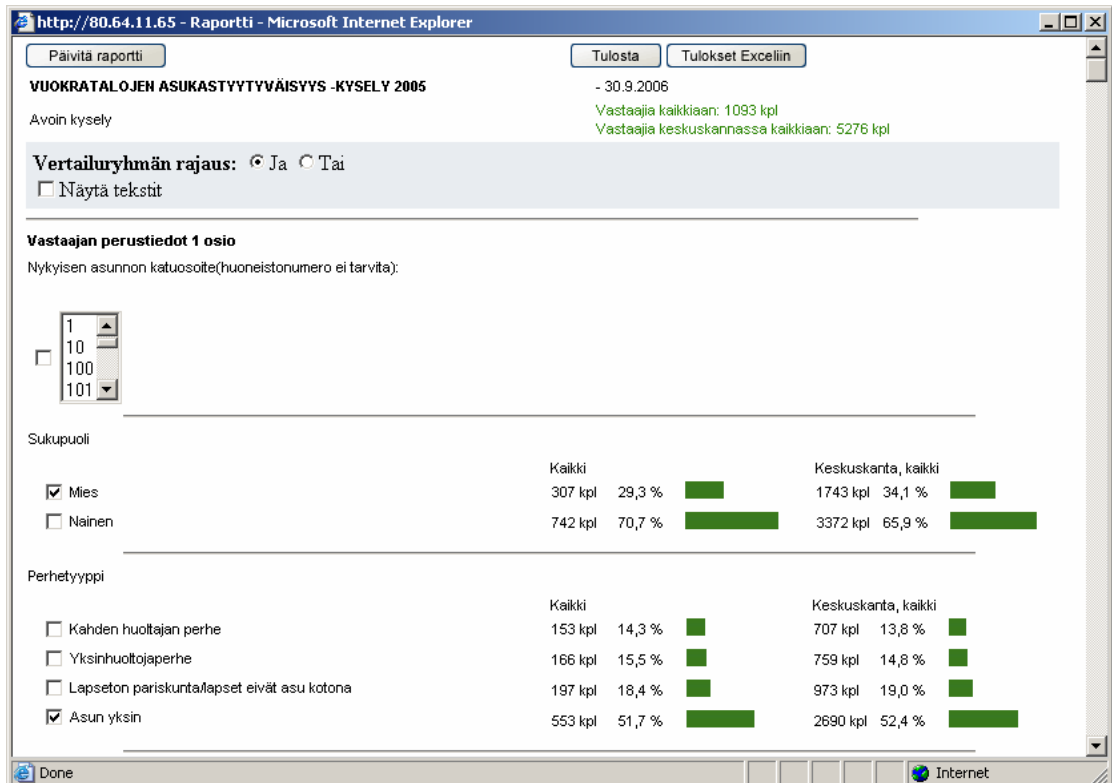 http://80.64.11.65 - Raportti - Microsoft Internet Explorer
Päivitä raportti Tulosta Tulokset Exceliin
VUOKRATALOJEN ASUKASTYYTYVÄISYYS -KYSELY 2005 - 30.9.2006
Vastaajia kaikkiaan: 1093 kpl
Avoin kysely
Vastaajia keskuskannassa kaikkiaan: 5276 kpl
Vertailuryhmän rajaus: Ja Tai
Näytä tekstit
Vastaajan perustiedot 1 osio
Nykyisen asunnon katuosoite(huoneistonumero ei tarvita):
1
10
100
101
Sukupuoli
Kaikki Keskuskanta, kaikki
Mies 307 kpl 29,3 % 1743 kpl 34,1 %
Nainen 742 kpl 70,7 % 3372 kpl 65,9 %
Perhetyyppi
Kaikki Keskuskanta, kaikki
Kahden huoltajan perhe 153 kpl 14,3 % 707 kpl 13,8 %
Yksinhuoltojaperhe 166 kpl 15,5 % 759 kpl 14,8 %
Lapseton pariskunta/lapset eivät asu kotona 197 kpl 18,4 % 973 kpl 19,0 %
Asun yksin 553 kpl 51,7 % 2690 kpl 52,4 %
Done Internet